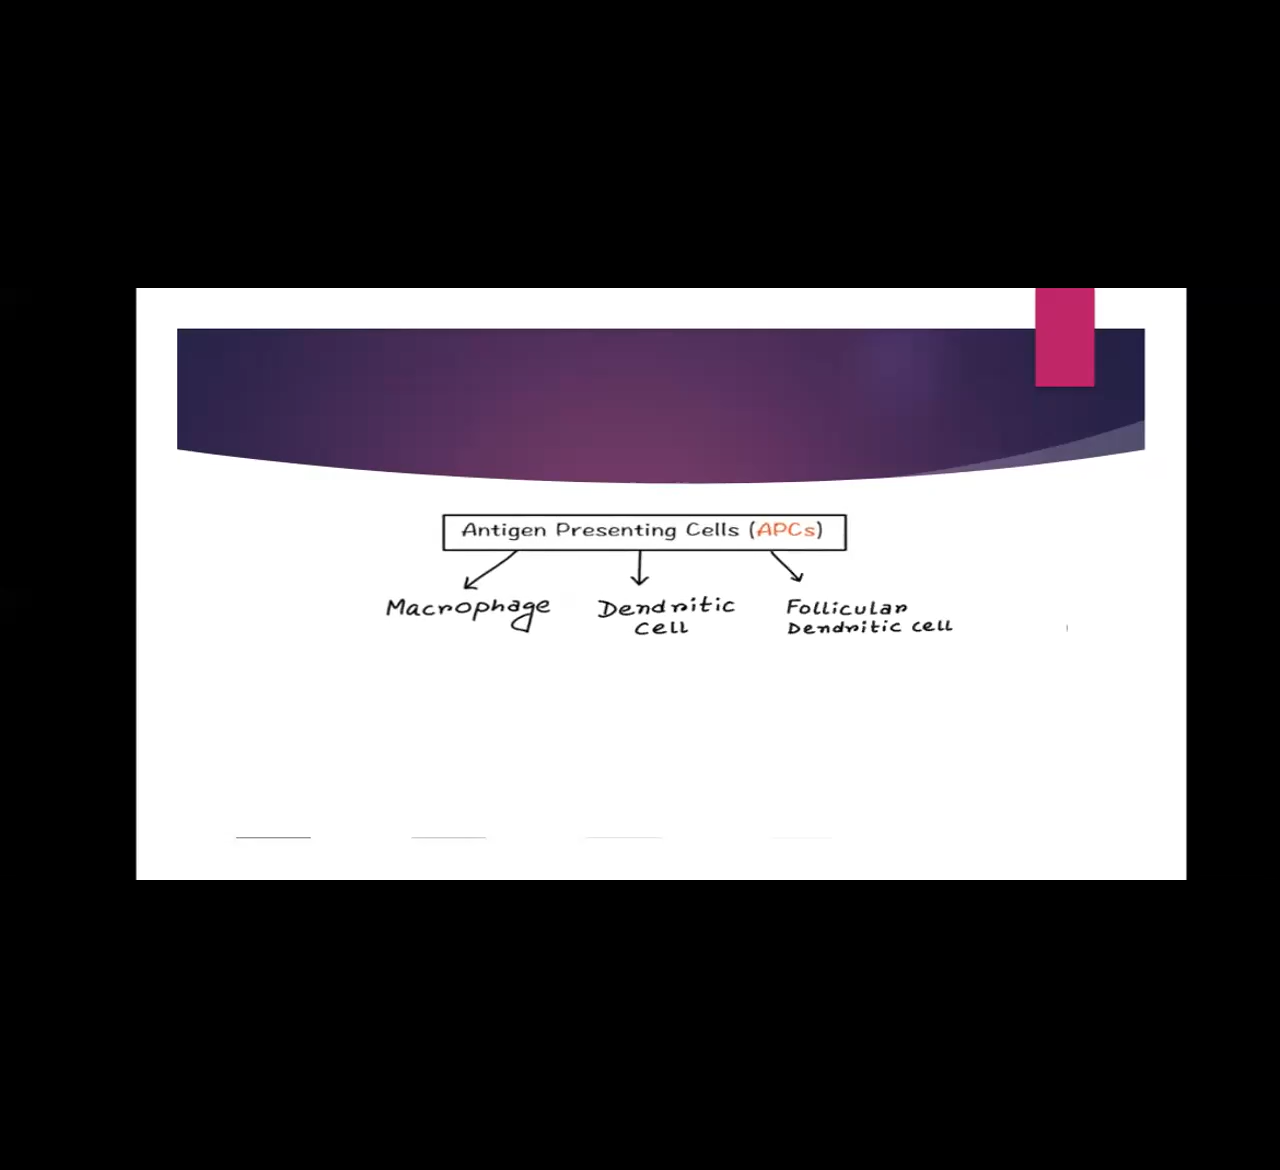 Antigen Presenting Cells (APCs)
Macrophage
Dendritic
Cell
Follicular
Dendritic cell